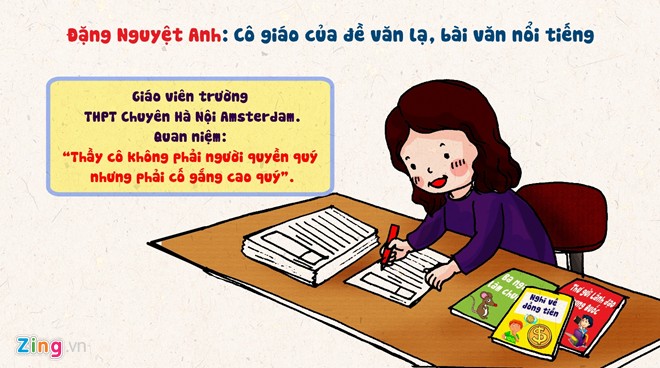 Đặng Nguyệt Anh: Cô giáo của đề văn lạ, bài văn nổi tiếng
Giáo viên trường
THPT Chuyên Hà Nội Amsterdam.
Quan niệm:
“Thầy cô không phải người quyền quý
nhưng phải cố gắng cao quý”.
Nghĩ về
đồng tiền
Zing.vn